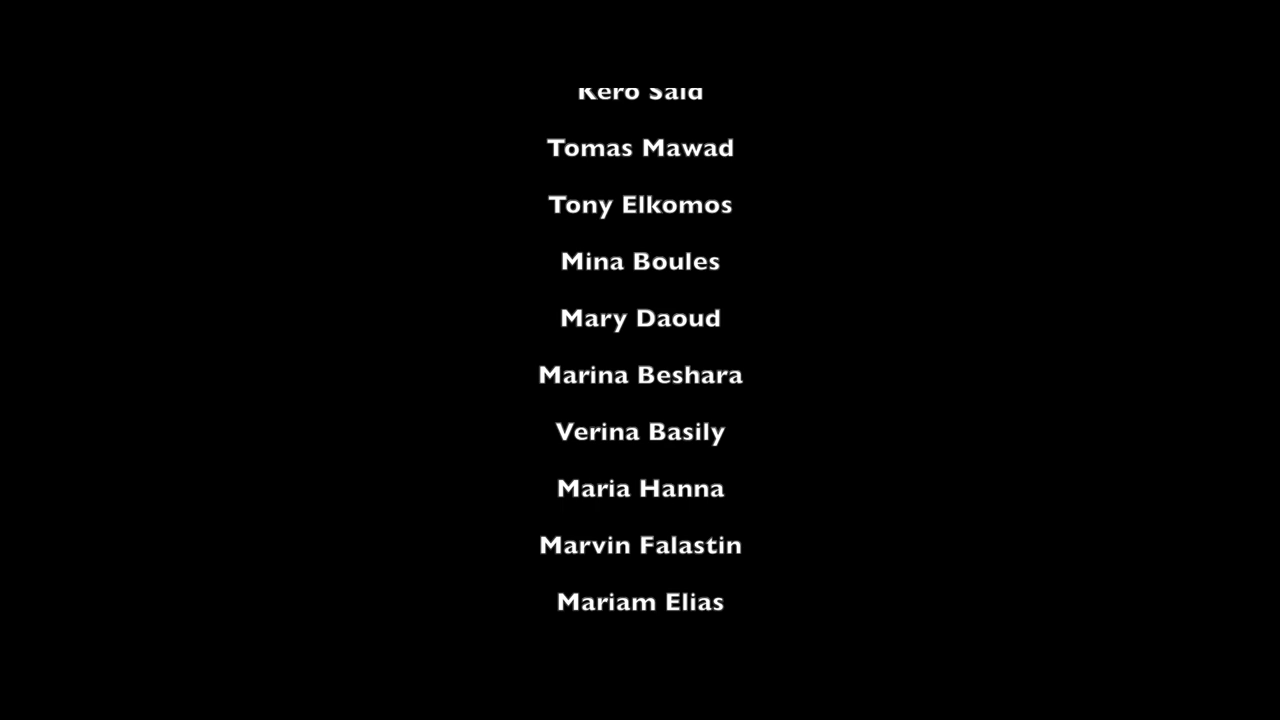 Kero Said
Tomas Mawad
Tony Elkomos
Mina Boules
Mary Daoud
Marina Beshara
Verina Basily
Maria Hanna
Marvin Falastin
Mariam Elias